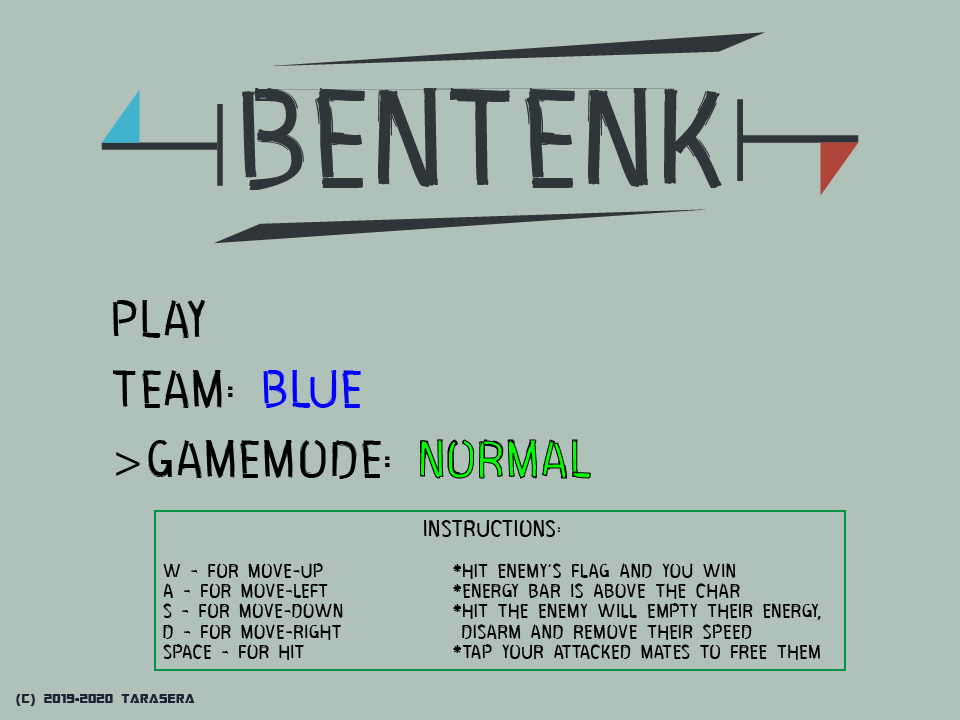 BENTENK
PLAY
TEAM: BLUE
>GAMEMODE: NORMAL
INSTRUCTIONS:
W - FOR MOVE-UP
A - FOR MOVE-LEFT
S - FOR MOVE-DOWN
D - FOR MOVE-RIGHT
SPACE - FOR HIT
*HIT ENEMY'S FLAG AND YOU WIN
*ENERGY BAR IS ABOVE THE CHAR
*HIT THE ENEMY WILL EMPTY THEIR ENERGY,
DISARM AND REMOVE THEIR SPEED
*TAP YOUR ATTACKED MATES TO FREE THEM
(C) 2019-2020 TARASERA